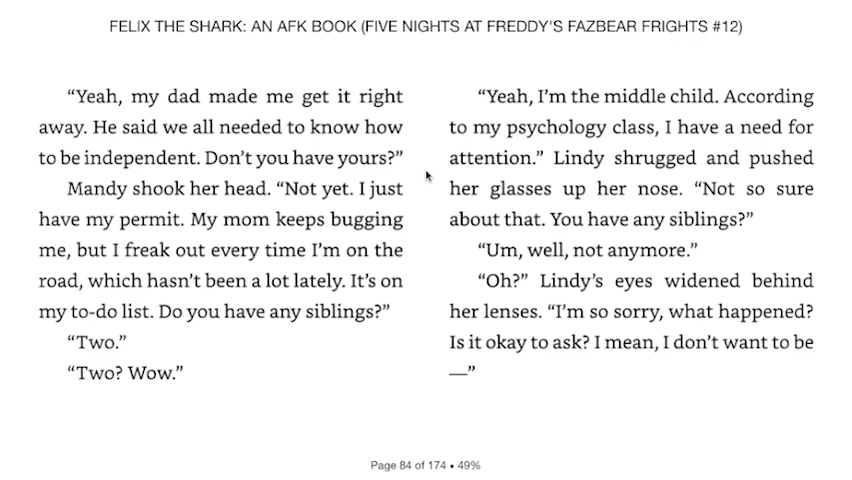 FELIX THE SHARK: AN AFK BOOK (FIVE NIGHTS AT FREDDY'S FAZBEAR FRIGHTS #12)
“Yeah, my dad made me get it right
away. He said we all needed to know how
to be independent. Don’t you have yours?”
Mandy shook her head. “Not yet. I just
have my permit. My mom keeps bugging
me, but I freak out every time I’m on the
road, which hasn’t been a lot lately. It’s on
my to-do list. Do you have any siblings?”
“Two.”
“Two? Wow.”
“Yeah, I’m the middle child. According
to my psychology class, I have a need for
attention.” Lindy shrugged and pushed
her glasses up her nose. “Not so sure
about that. You have any siblings?”
“Um, well, not anymore.”
“Oh?” Lindy’s eyes widened behind
her lenses. “I’m so sorry, what happened?
Is it okay to ask? I mean, I don’t want to be
—”
Page 84 of 174 • 49%